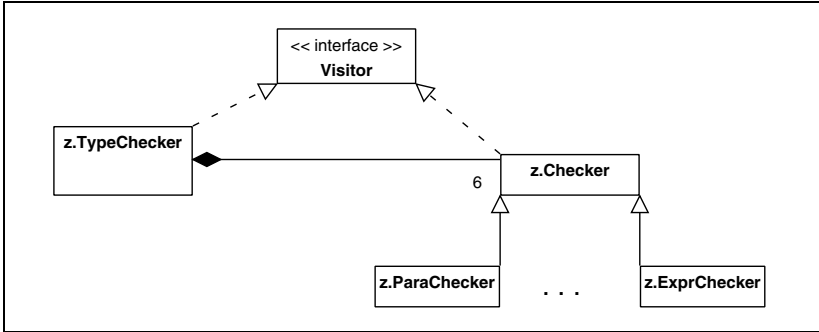 << interface >>
Visitor
z.TypeChecker
z.Checker
6
z.ParaChecker
. . .
z.ExprChecker